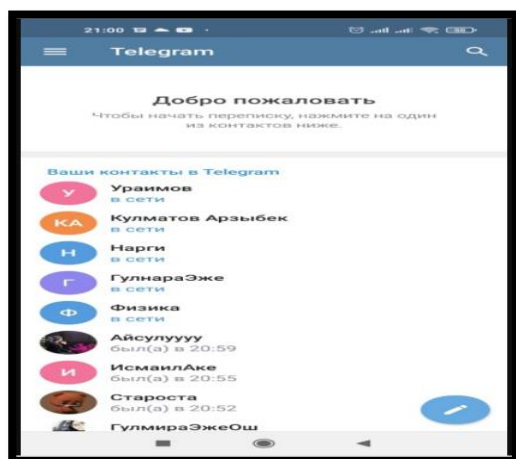 21:00
Telegram
Добро пожаловать
Чтобы начать переписку, нажмите на один
из контактов ниже.
Ваши контакты в Telegram
У
Ураимов
в сети
КА
Кулматов Арзыбек
в сети
Н
Нарги
в сети
Г
ГулнараЭже
в сети
Ф
Физика
в сети
Айсулуууу
был(а) в 20:59
И
ИсмаилАке
был(а) в 20:55
Староста
был(а) в 20:52
ГулмираЭжеОш